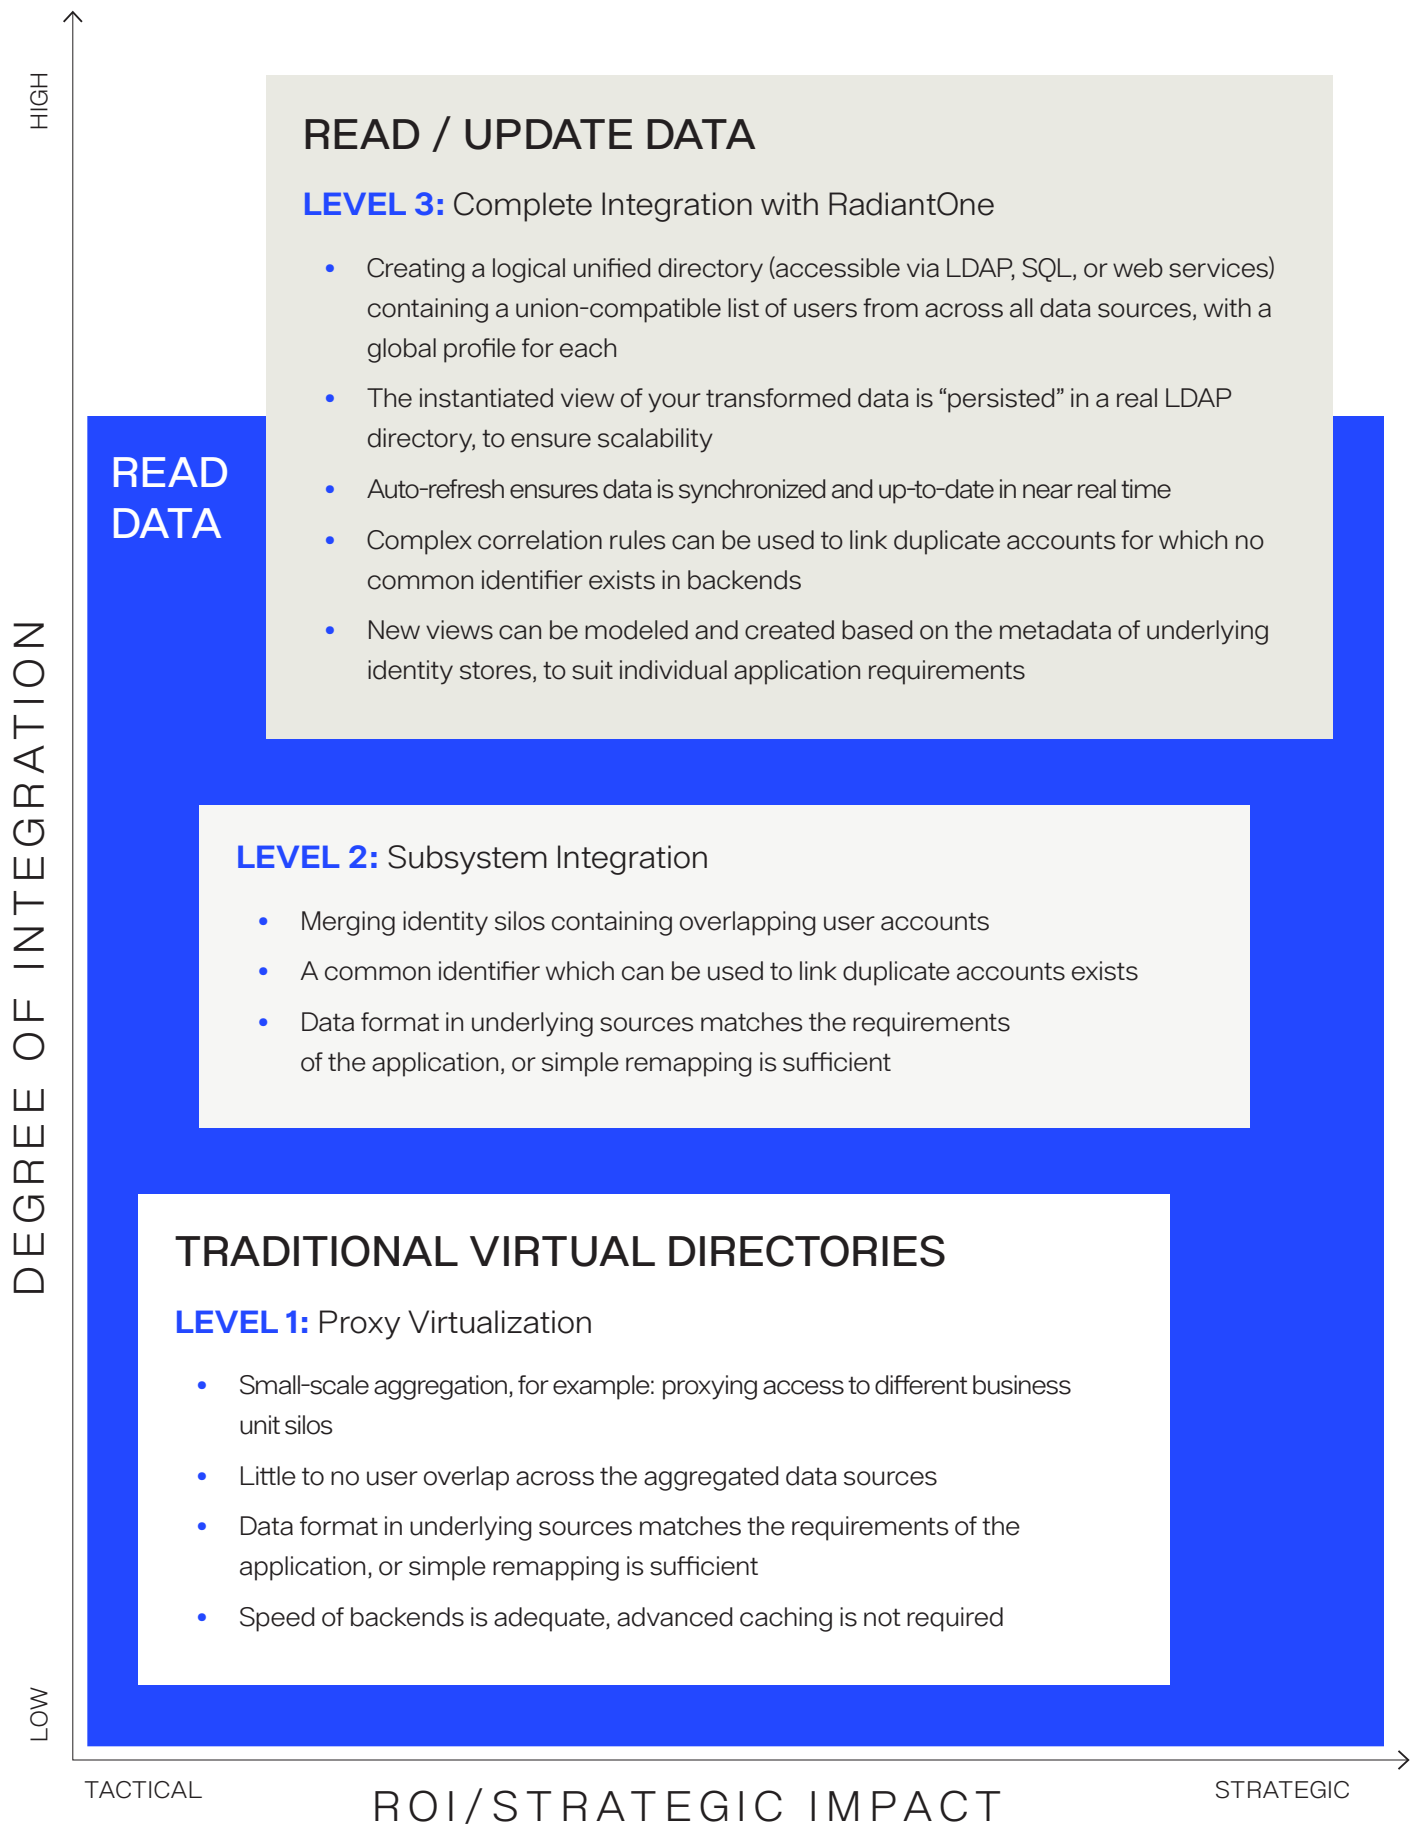 HIGH
READ / UPDATE DATA
LEVEL 3: Complete Integration with RadiantOne
• Creating a logical unified directory (accessible via LDAP, SQL, or web services)
containing a union-compatible list of users from across all data sources, with a
global profile for each
• The instantiated view of your transformed data is “persisted” in a real LDAP
directory, to ensure scalability
• Auto-refresh ensures data is synchronized and up-to-date in near real time
• Complex correlation rules can be used to link duplicate accounts for which no
common identifier exists in backends
• New views can be modeled and created based on the metadata of underlying
identity stores, to suit individual application requirements
READ
DATA
DEGREE OF INTEGRATION
LEVEL 2: Subsystem Integration
• Merging identity silos containing overlapping user accounts
• A common identifier which can be used to link duplicate accounts exists
• Data format in underlying sources matches the requirements
of the application, or simple remapping is sufficient
TRADITIONAL VIRTUAL DIRECTORIES
LEVEL 1: Proxy Virtualization
• Small-scale aggregation, for example: proxying access to different business
unit silos
• Little to no user overlap across the aggregated data sources
• Data format in underlying sources matches the requirements of the
application, or simple remapping is sufficient
• Speed of backends is adequate, advanced caching is not required
LOW
TACTICAL
ROI/STRATEGIC IMPACT
STRATEGIC